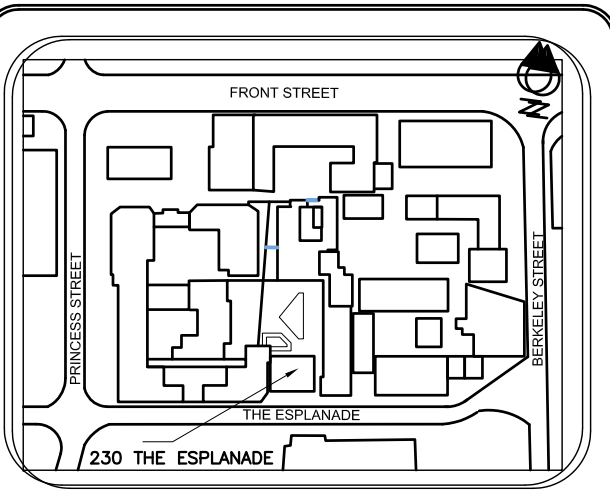 FRONT STREET
N
PRINCESS STREET
BERKELEY STREET
THE ESPLANADE
230 THE ESPLANADE